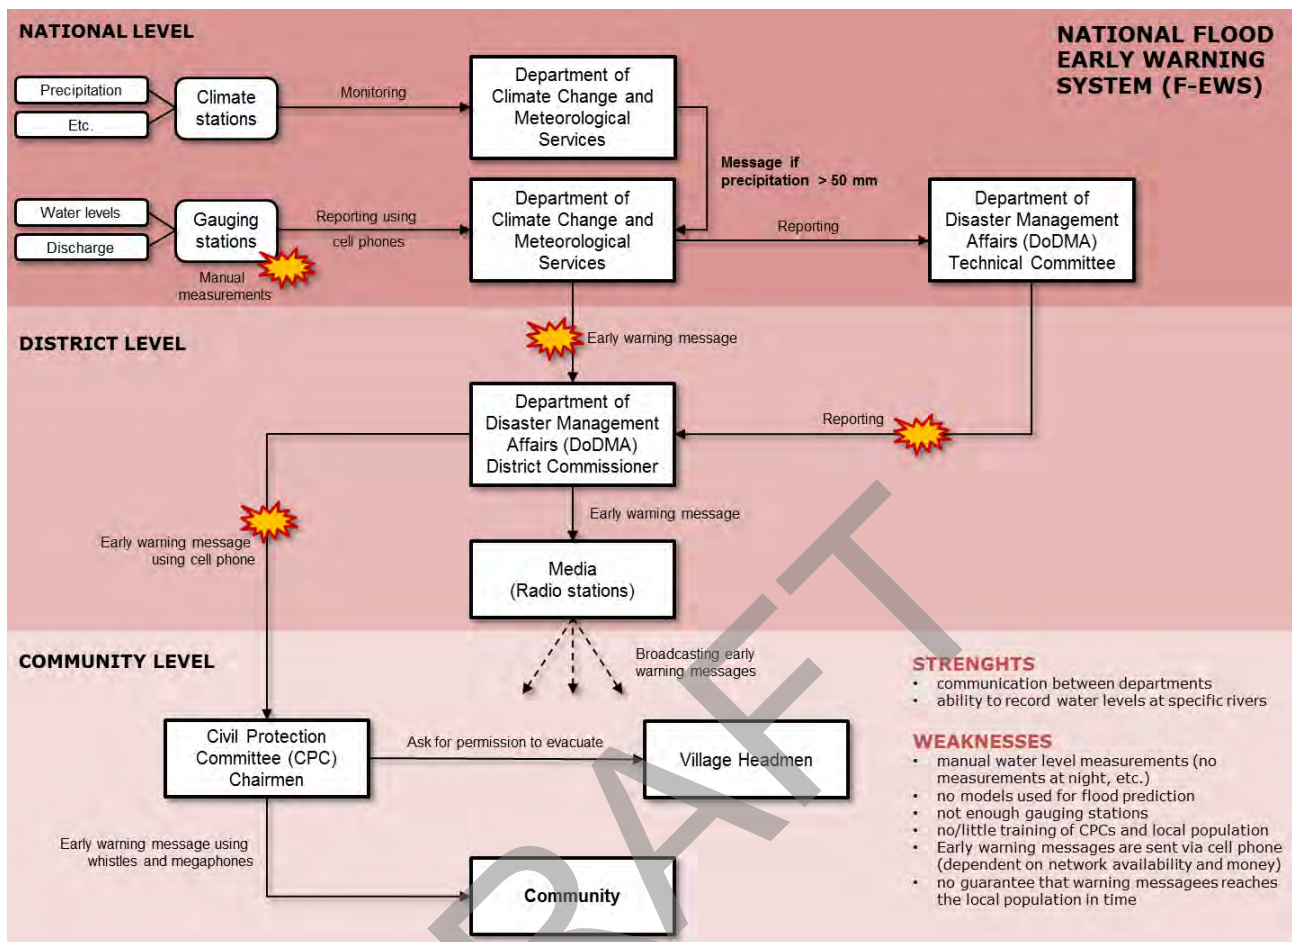 NATIONAL LEVEL
NATIONAL FLOOD
EARLY WARNING
SYSTEM (F-EWS)
Precipitation
Etc.
Climate
stations
Monitoring
Department of
Climate Change and
Meteorological
Services
Message if
precipitation > 50 mm
Water levels
Discharge
Gauging
stations
Manual
measurements
Reporting using
cell phones
Department of
Climate Change and
Meteorological
Services
Reporting
Department of
Disaster Management
Affairs (DoDMA)
Technical Committee
DISTRICT LEVEL
Early warning message
Department of
Disaster Management
Affairs (DoDMA)
District Commissioner
Reporting
Early warning message
using cell phone
Early warning message
Media
(Radio stations)
COMMUNITY LEVEL
Broadcasting early
warning messages
Civil Protection
Committee (CPC)
Chairmen
Ask for permission to evacuate
Village Headmen
Early warning message using
whistles and megaphones
Community
STRENGHTS
• communication between departments
• ability to record water levels at specific rivers
WEAKNESSES
• manual water level measurements (no
measurements at night, etc.)
• no models used for flood prediction
• not enough gauging stations
• no/little training of CPCs and local population
• Early warning messages are sent via cell phone
(dependent on network availability and money)
• no guarantee that warning messagees reaches
the local population in time
RAFT